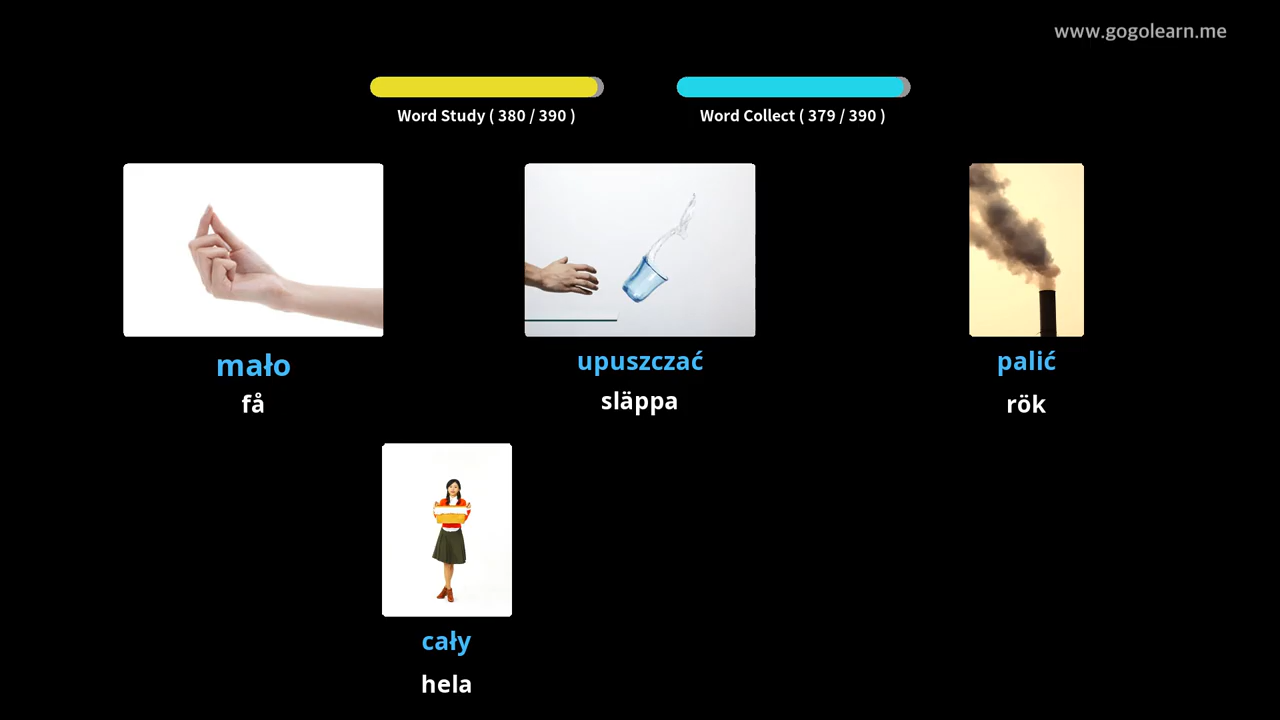 www.gogolearn.me
Word Study ( 380 / 390 )
Word Collect ( 379 / 390 )
mało
få
upuszczać
släppa
palić
rök
cały
hela